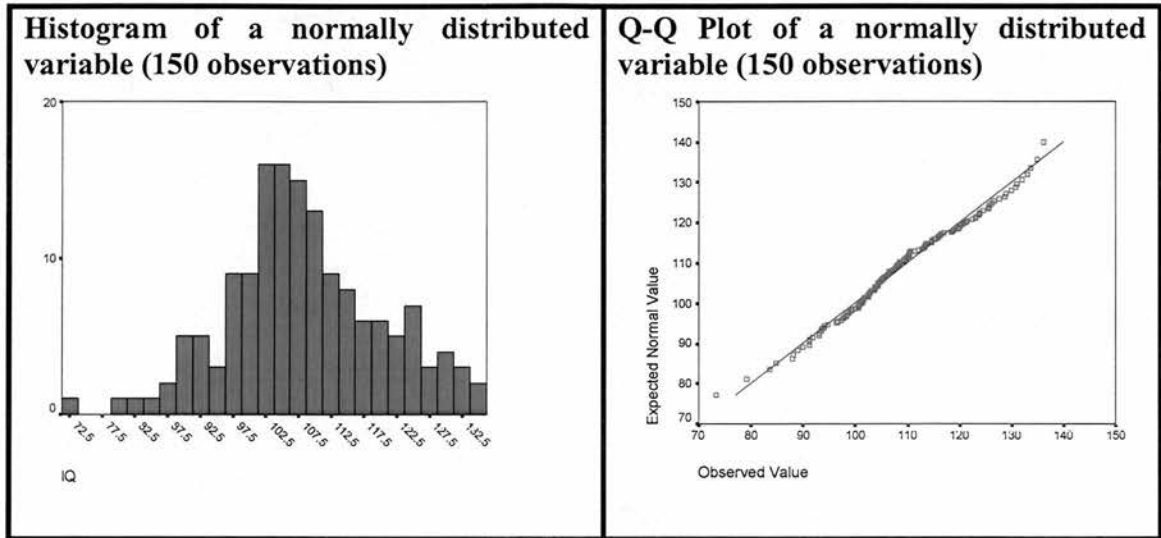 Histogram of a normally distributed
variable (150 observations)
20
10
0
72.5 77.5 82.5 87.5 92.5 97.5 102.5 107.5 112.5 117.5 122.5 127.5 132.5
IQ
Q-Q Plot of a normally distributed
variable (150 observations)
150
140
130
120
110
100
90
80
70
Expected Normal Value
70 80 90 100 110 120 130 140 150
Observed Value